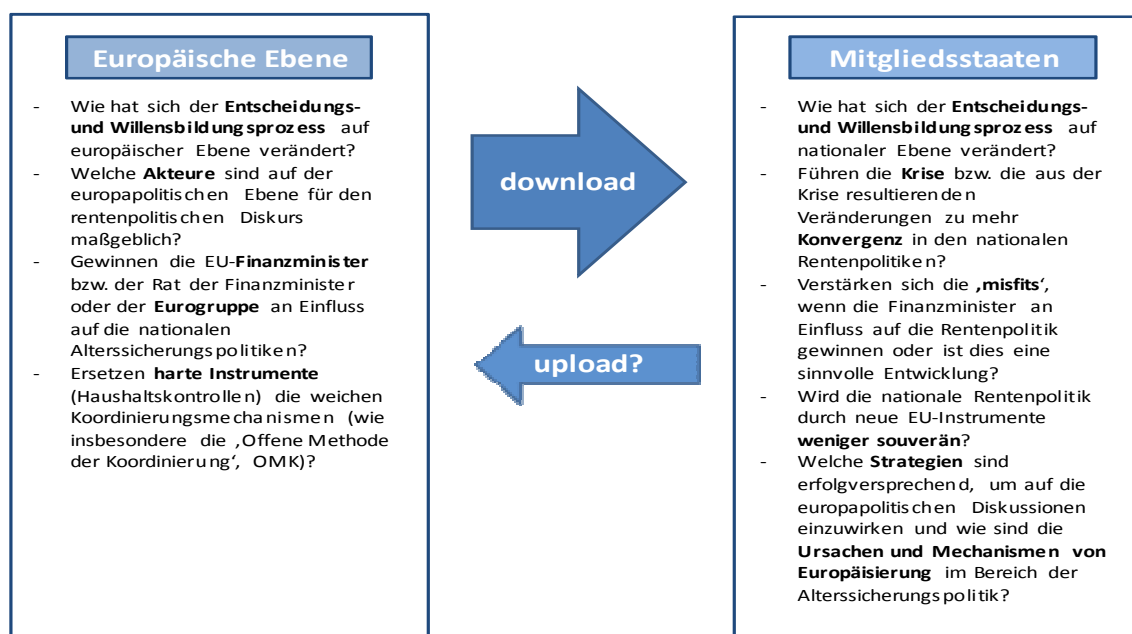 Europäische Ebene
- Wie hat sich der Entscheidungs-
und Willensbildungsprozess auf
europäischer Ebene verändert?
- Welche Akteure sind auf der
europapolitischen Ebene für den
rentenpolitischen Diskurs
maßgeblich?
- Gewinnen die EU-Finanzminister
bzw. der Rat der Finanzminister
oder der Eurogruppe an Einfluss
auf die nationalen
Alterssicherungspolitiken?
- Ersetzen harte Instrumente
(Haushaltskontrollen) die weichen
Koordinierungsmechanismen (wie
insbesondere die ‚Offene Methode
der Koordinierung‘, OMK)?
download
upload?
Mitgliedsstaaten
- Wie hat sich der Entscheidungs-
und Willensbildungsprozess auf
nationaler Ebene verändert?
- Führen die Krise bzw. die aus der
Krise resultierenden
Veränderungen zu mehr
Konvergenz in den nationalen
Rentenpolitiken?
- Verstärken sich die ‚misfits‘,
wenn die Finanzminister an
Einfluss auf die Rentenpolitik
gewinnen oder ist dies eine
sinnvolle Entwicklung?
- Wird die nationale Rentenpolitik
durch neue EU-Instrumente
weniger souverän?
- Welche Strategien sind
erfolgversprechend, um auf die
europapolitischen Diskussionen
einzuwirken und wie sind die
Ursachen und Mechanismen von
Europäisierung im Bereich der
Alterssicherungspolitik?